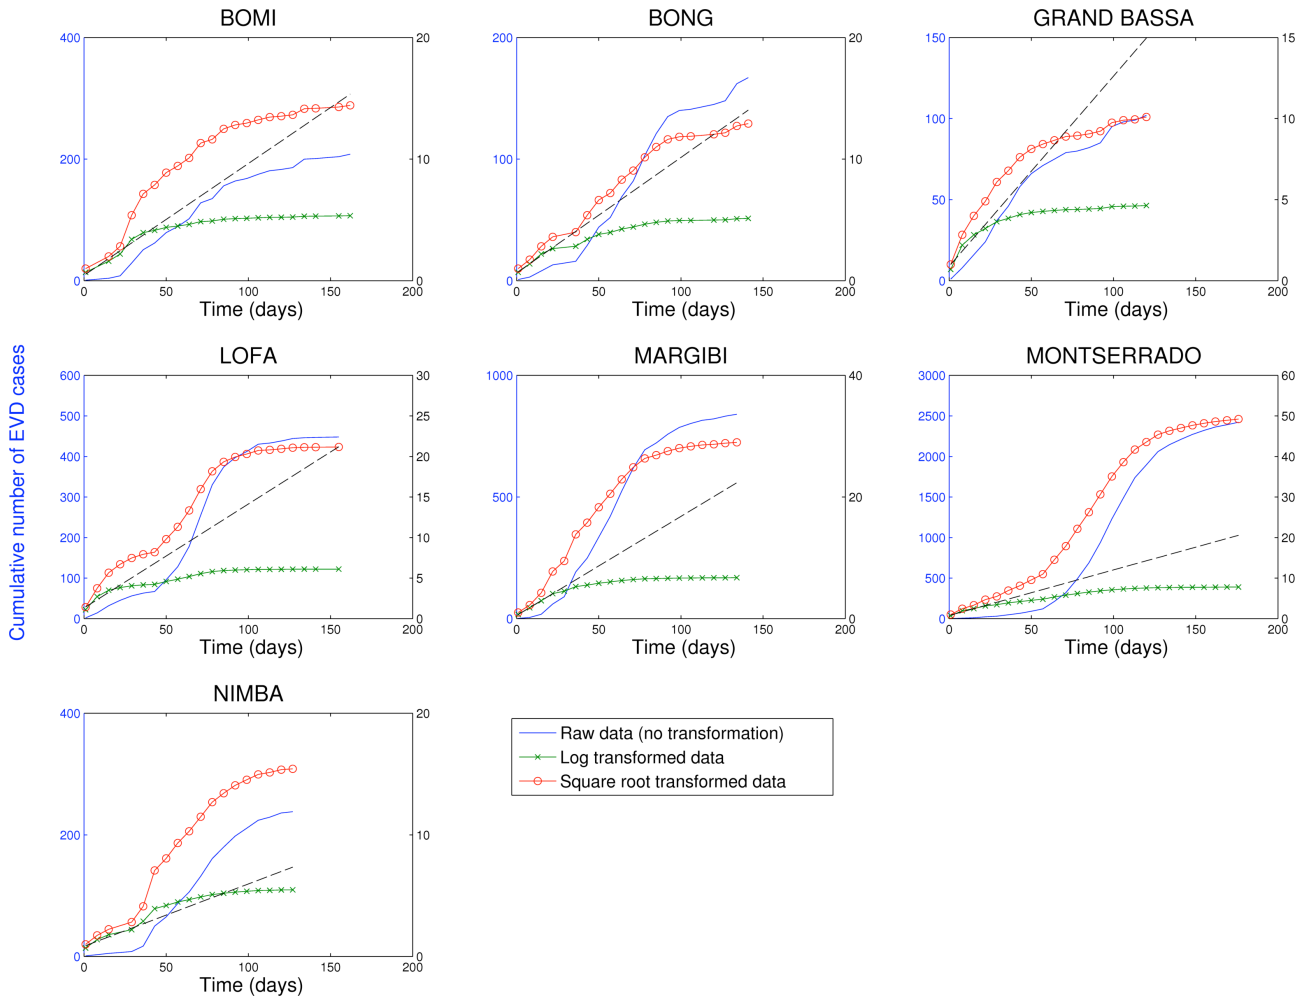 BOMI
BONG
GRAND BASSA
400
200
0
20
10
0
0 50 100 150 200
Time (days)
200
100
0
20
10
0
0 50 100 150 200
Time (days)
150
100
50
0
15
10
5
0
0 50 100 150 200
Time (days)
Cumulative number of EVD cases
LOFA
MARGIBI
MONTSERRADO
600
500
400
300
200
100
0
30
25
20
15
10
5
0
0 50 100 150 200
Time (days)
1000
500
0
40
20
0
0 50 100 150 200
Time (days)
3000
2500
2000
1500
1000
500
0
60
50
40
30
20
10
0
0 50 100 150 200
Time (days)
NIMBA
400
200
0
20
10
0
0 50 100 150 200
Time (days)
Raw data (no transformation)
Log transformed data
Square root transformed data